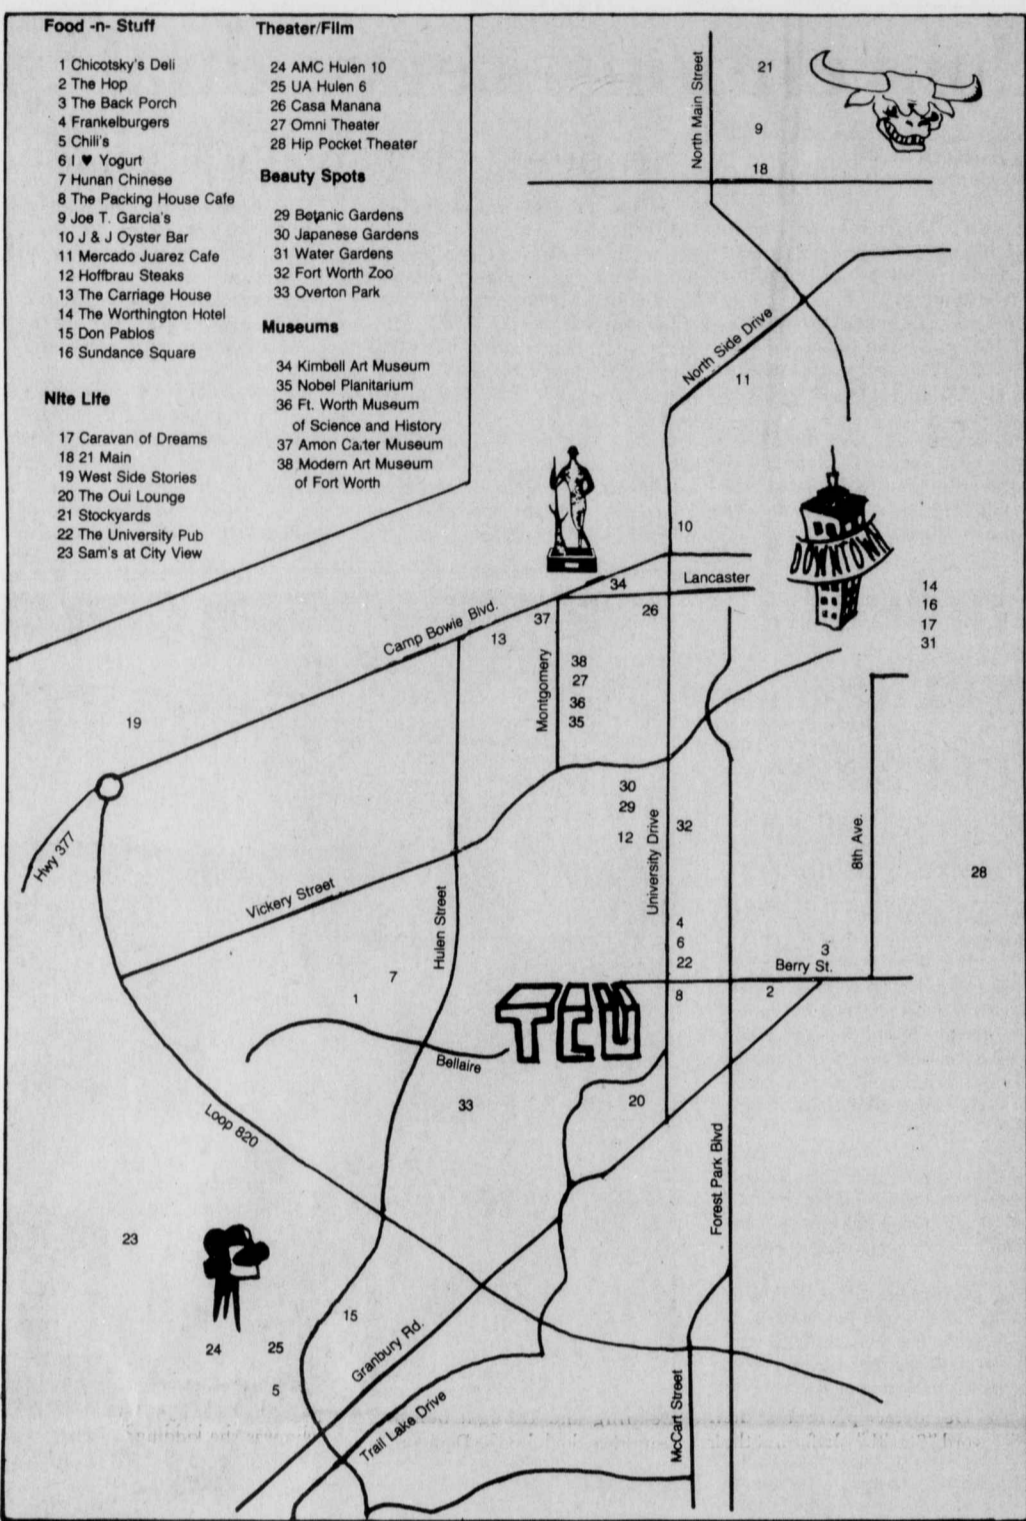 Food -n- Stuff
1 Chicotsky's Deli
2 The Hop
3 The Back Porch
4 Frankelburgers
5 Chili's
6 I ♥ Yogurt
7 Hunan Chinese
8 The Packing House Cafe
9 Joe T. Garcia's
10 J & J Oyster Bar
11 Mercado Juarez Cafe
12 Hoffbrau Steaks
13 The Carriage House
14 The Worthington Hotel
15 Don Pablos
16 Sundance Square
Nite Life
17 Caravan of Dreams
18 21 Main
19 West Side Stories
20 The Oui Lounge
21 Stockyards
22 The University Pub
23 Sam's at City View
Theater/Film
24 AMC Hulen 10
25 UA Hulen 6
26 Casa Manana
27 Omni Theater
28 Hip Pocket Theater
Beauty Spots
29 Botanic Gardens
30 Japanese Gardens
31 Water Gardens
32 Fort Worth Zoo
33 Overton Park
Museums
34 Kimbell Art Museum
35 Nobel Planitarium
36 Ft. Worth Museum
of Science and History
37 Amon Carter Museum
38 Modern Art Museum
of Fort Worth
North Main Street
21
9
18
North Side Drive
11
10
DOWNTOWN
34
Lancaster
14
16
17
31
26
37
13
Camp Bowie Blvd.
Montgomery
38
27
36
35
19
30
29
12
University Drive
32
8th Ave.
28
Hwy 377
Vickery Street
Hulen Street
4
6
22
3
Berry St.
7
1
TCU
8
2
Bellaire
33
20
Loop 820
Forest Park Blvd
23
15
24
25
5
Granbury Rd.
Trail Lake Drive
McCart Street